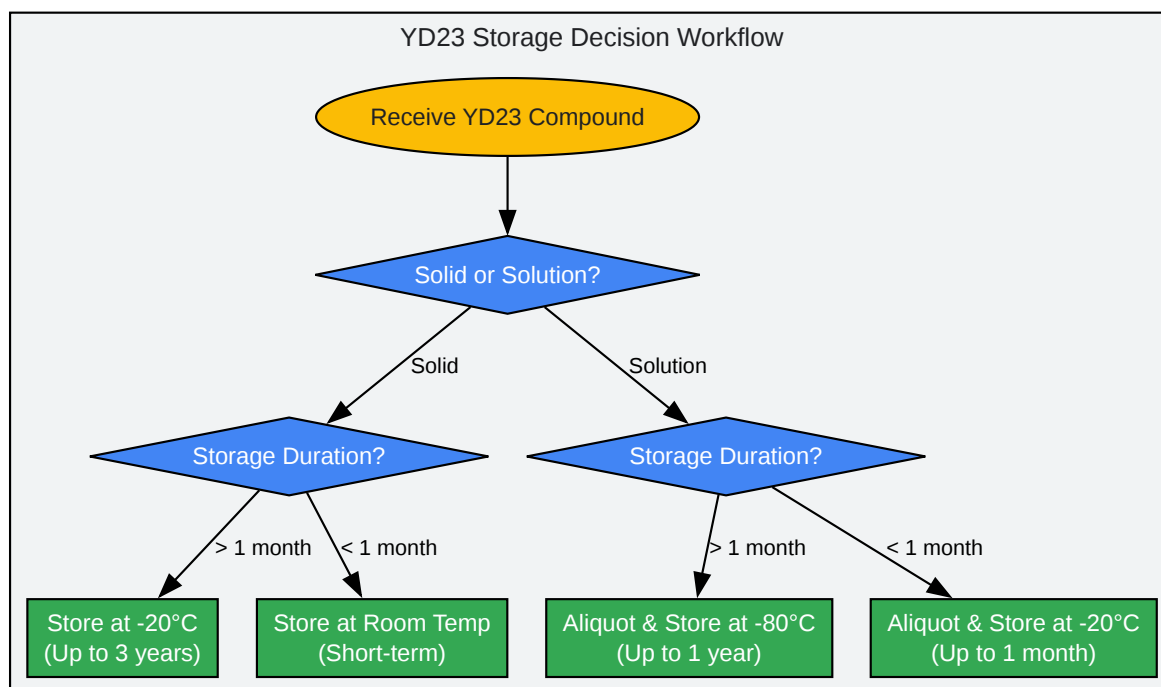 YD23 Storage Decision Workflow
Receive YD23 Compound
Solid or Solution?
Solid
Solution
Storage Duration?
Storage Duration?
> 1 month
< 1 month
> 1 month
< 1 month
Store at -20°C
(Up to 3 years)
Store at Room Temp
(Short-term)
Aliquot & Store at -80°C
(Up to 1 year)
Aliquot & Store at -20°C
(Up to 1 month)